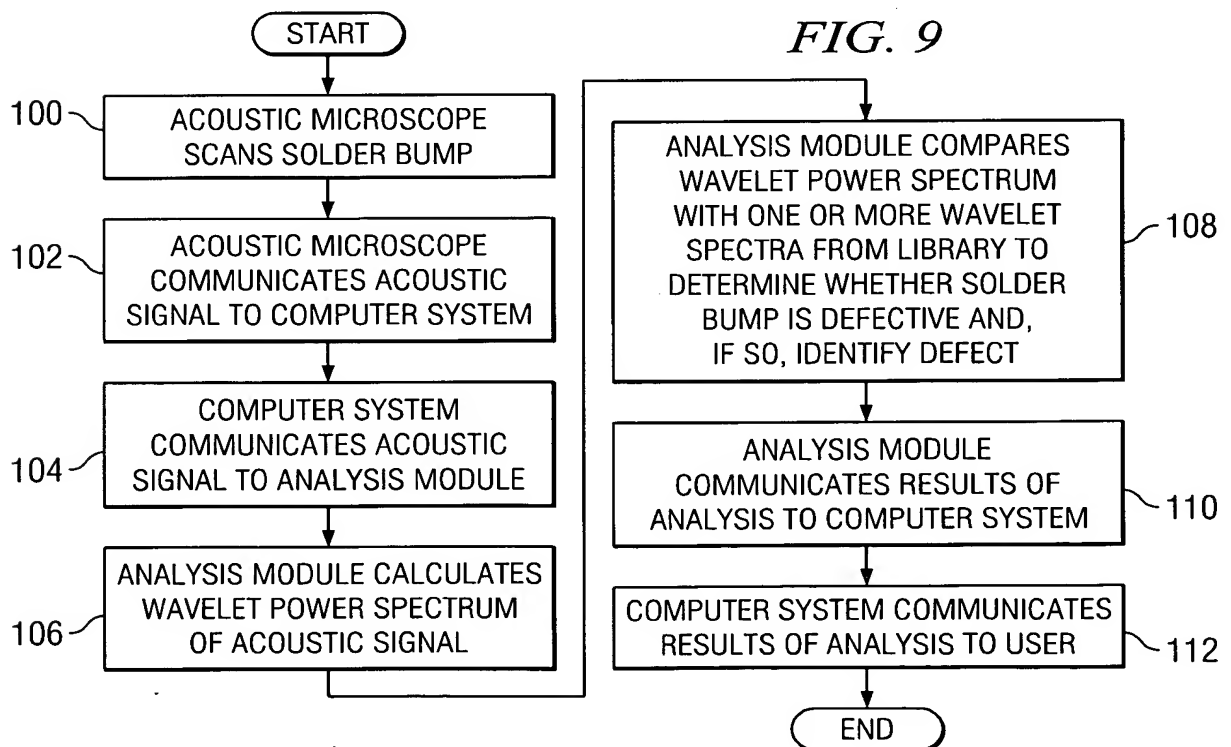 FIG. 9
START
100
ACOUSTIC MICROSCOPE
SCANS SOLDER BUMP
102
ACOUSTIC MICROSCOPE
COMMUNICATES ACOUSTIC
SIGNAL TO COMPUTER SYSTEM
104
COMPUTER SYSTEM
COMMUNICATES ACOUSTIC
SIGNAL TO ANALYSIS MODULE
106
ANALYSIS MODULE CALCULATES
WAVELET POWER SPECTRUM
OF ACOUSTIC SIGNAL
ANALYSIS MODULE COMPARES
WAVELET POWER SPECTRUM
WITH ONE OR MORE WAVELET
SPECTRA FROM LIBRARY TO
DETERMINE WHETHER SOLDER
BUMP IS DEFECTIVE AND,
IF SO, IDENTIFY DEFECT
108
ANALYSIS MODULE
COMMUNICATES RESULTS OF
ANALYSIS TO COMPUTER SYSTEM
110
COMPUTER SYSTEM COMMUNICATES
RESULTS OF ANALYSIS TO USER
112
END